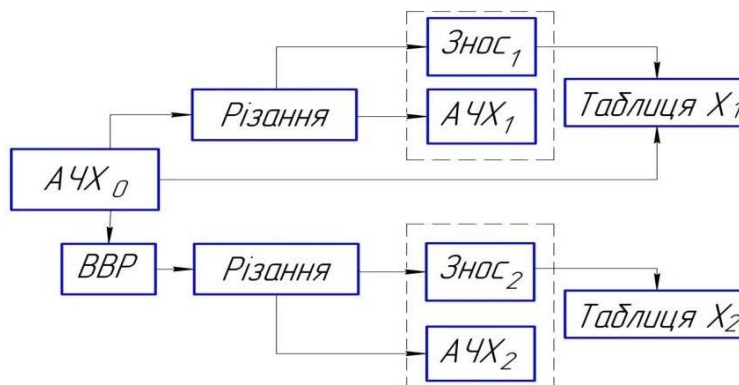 Знос₁
Різання
АЧХ₁
Таблиця X₁
АЧХ₀
ВВР
Різання
Знос₂
Таблиця X₂
АЧХ₂